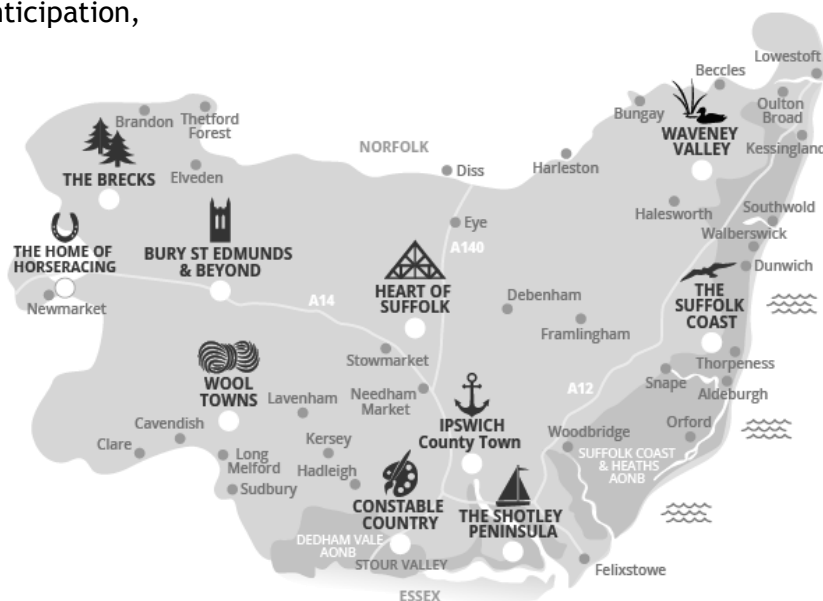 nticipation,
Lowestoft
Beccles
Brandon
Thetford
Forest
Bungay
Oulton
Broad
WAVENEY
VALLEY
Kessingland
NORFOLK
THE BRECKS
Elveden
Diss
Harleston
Halesworth
Southwold
Eye
Walberswick
THE HOME OF
HORSERACING
BURY ST EDMUNDS
& BEYOND
A140
Dunwich
HEART OF
SUFFOLK
THE
SUFFOLK
COAST
Newmarket
A14
Debenham
Framlingham
Stowmarket
Thorpeness
Snape
Aldeburgh
WOOL
TOWNS
Lavenham
Needham
Market
A12
IPSWICH
County Town
Cavendish
Clare
Kersey
Long
Melford
Hadleigh
Woodbridge
Orford
SUFFOLK COAST
& HEATHS
AONB
Sudbury
CONSTABLE
COUNTRY
THE SHOTLEY
PENINSULA
DEDHAM VALE
AONB
STOUR VALLEY
Felixstowe
ESSEX